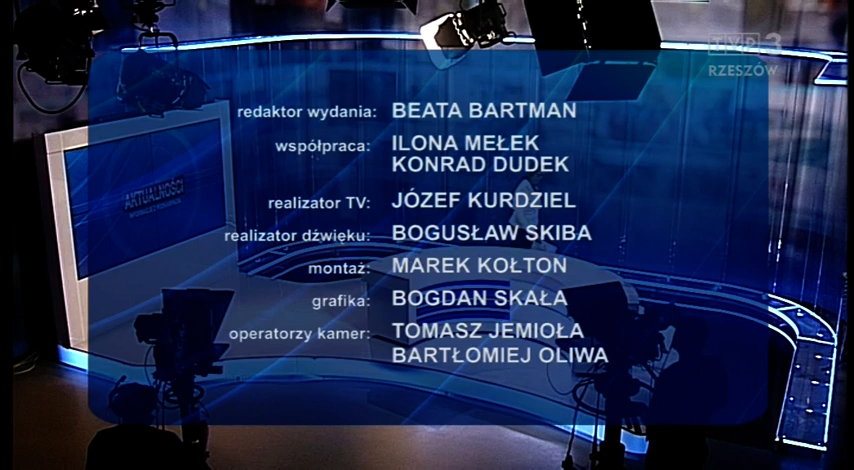 TVP3
RZESZÓW
redaktor wydania: BEATA BARTMAN
współpraca: ILONA MEŁEK
KONRAD DUDEK
realizator TV: JÓZEF KURDZIEL
realizator dźwięku: BOGUSŁAW SKIBA
montaż: MAREK KOŁTON
grafika: BOGDAN SKAŁA
operatorzy kamer: TOMASZ JEMIOŁA
BARTŁOMIEJ OLIWA
AKTUALNOŚCI